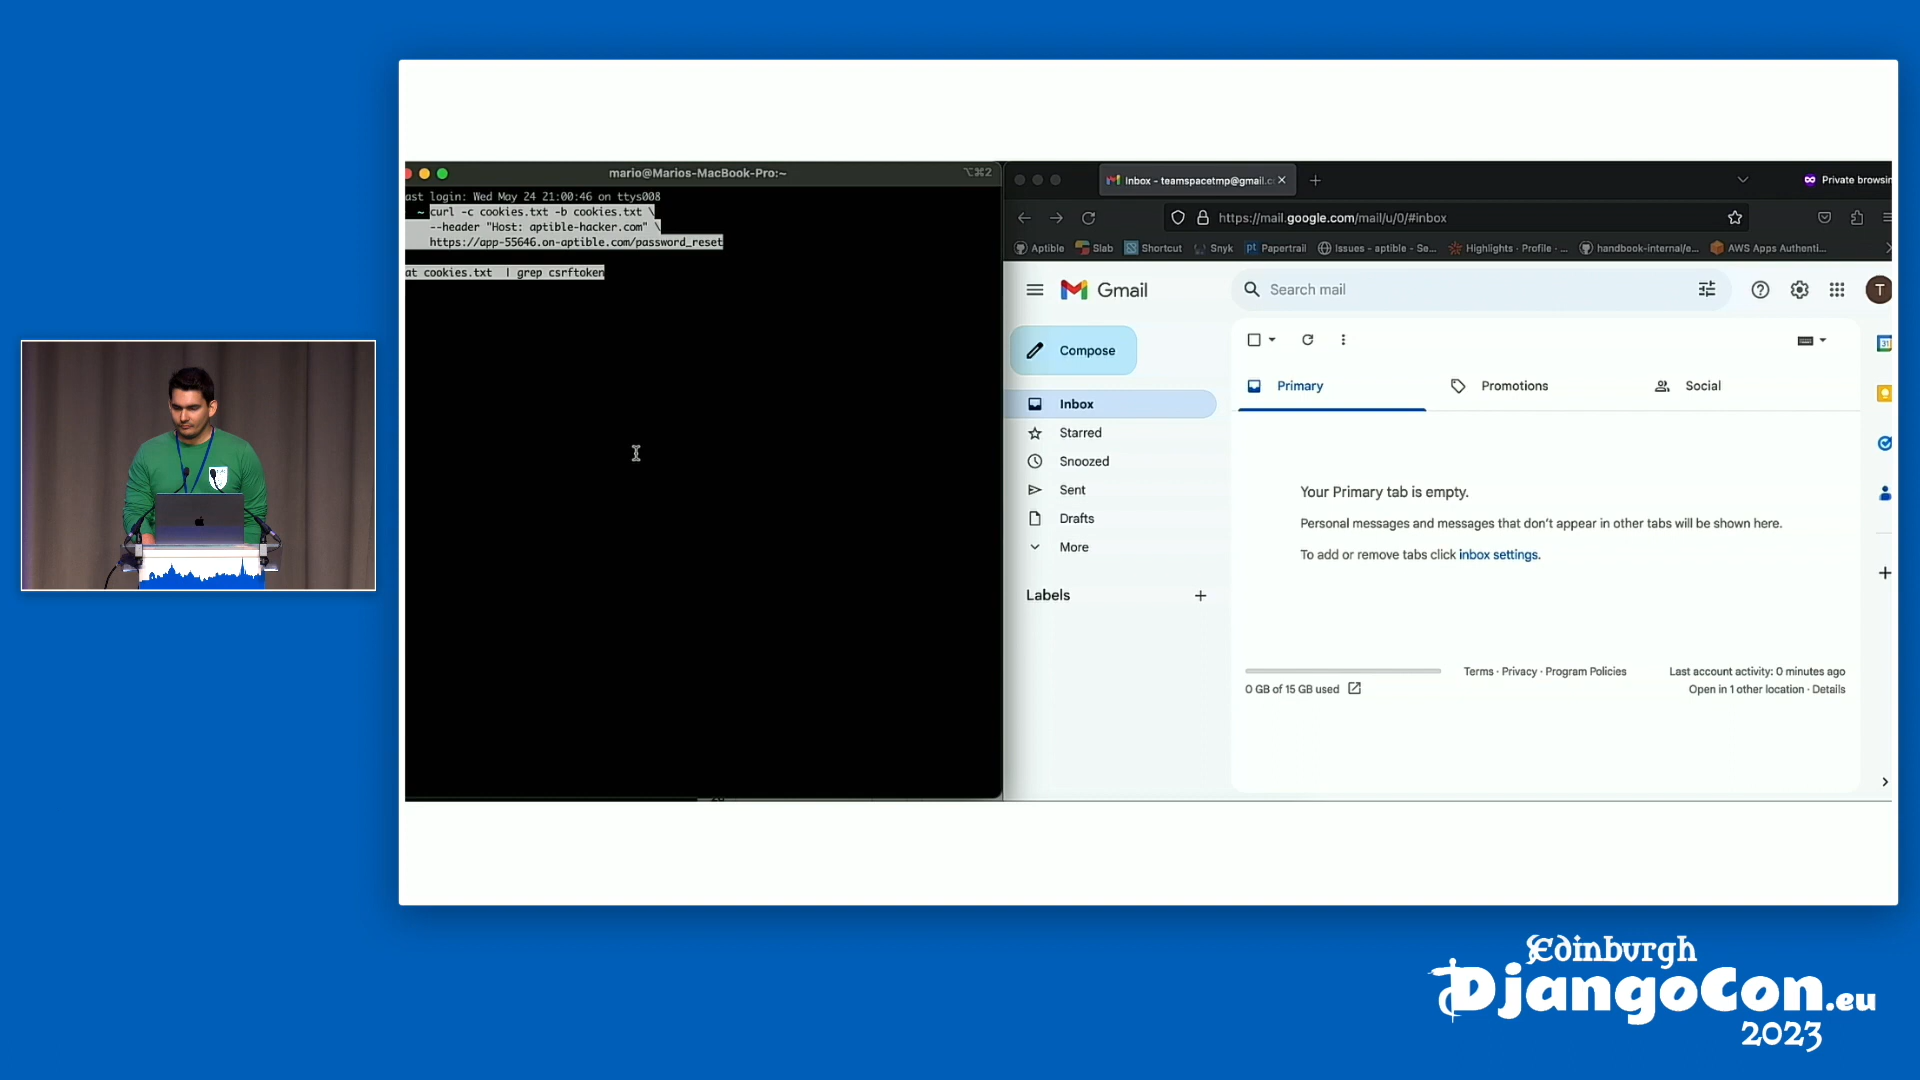 mario@Marios-MacBook-Pro:~
⌥⌘2
ast login: Wed May 24 21:00:46 on ttys008
~ curl -c cookies.txt -b cookies.txt \
--header "Host: aptible-hacker.com" \
https://app-55646.on-aptible.com/password_reset
at cookies.txt | grep csrftoken
Inbox - teamspacetmp@gmail.c
Private browsin
https://mail.google.com/mail/u/0/#inbox
Aptible
Slab
Shortcut
Snyk
pt Papertrail
Issues - aptible - Se...
Highlights · Profile · ...
handbook-internal/e...
AWS Apps Authenti...
Gmail
Search mail
T
Compose
Primary
Promotions
Social
31
Inbox
Starred
Snoozed
Sent
Drafts
More
Labels
Your Primary tab is empty.
Personal messages and messages that don't appear in other tabs will be shown here.
To add or remove tabs click inbox settings.
0 GB of 15 GB used
Terms · Privacy · Program Policies
Last account activity: 0 minutes ago
Open in 1 other location · Details
Edinburgh
DjangoCon.eu
2023